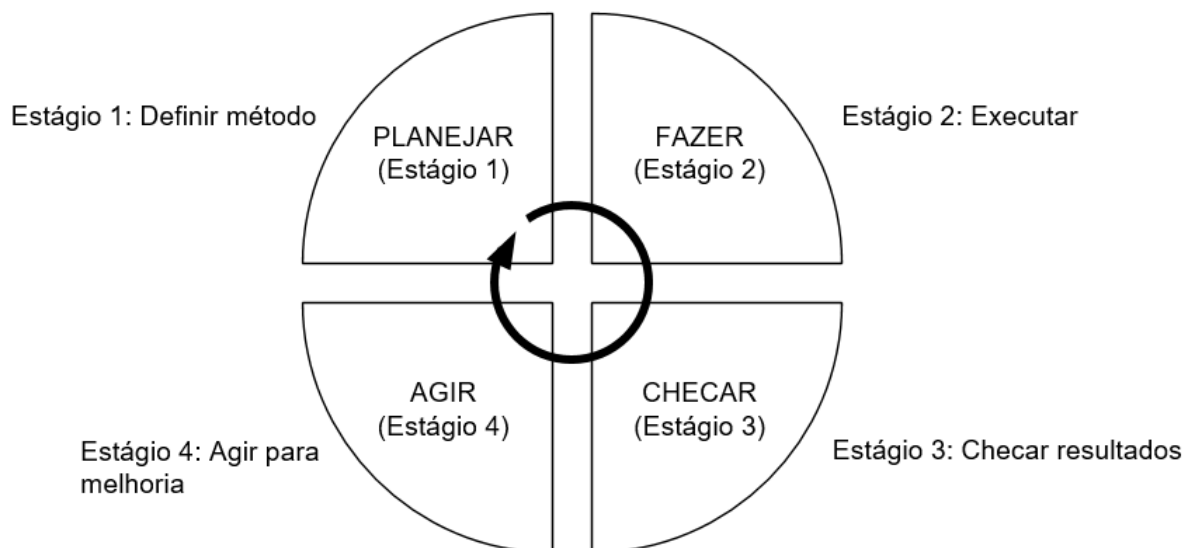 Estágio 1: Definir método
PLANEJAR
(Estágio 1)
FAZER
(Estágio 2)
Estágio 2: Executar
Estágio 4: Agir para
melhoria
AGIR
(Estágio 4)
CHECAR
(Estágio 3)
Estágio 3: Checar resultados